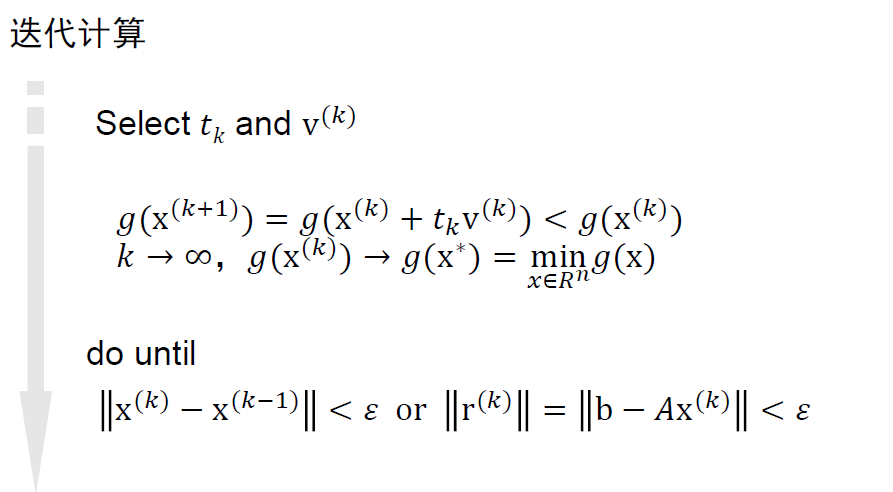 迭代计算
Select t_k and v^(k)
g(x^(k+1)) = g(x^(k) + t_k v^(k)) < g(x^(k))
k → ∞, g(x^(k)) → g(x^*) = min_{x∈R^n} g(x)
do until
‖x^(k) − x^(k−1)‖ < ε or ‖r^(k)‖ = ‖b − Ax^(k)‖ < ε